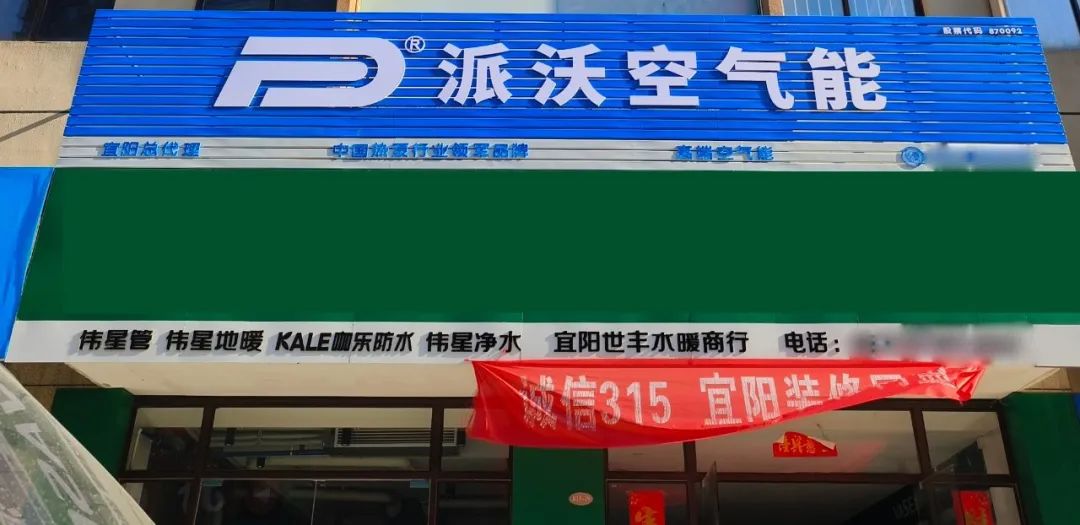 股票代码 870092
® 派沃空气能
宜阳总代理 中国热泵行业领军品牌 高端空气能
伟星管 伟星地暖 KALE咖乐防水 伟星净水 宜阳世丰水暖商行 电话:
诚信315 宜阳装修